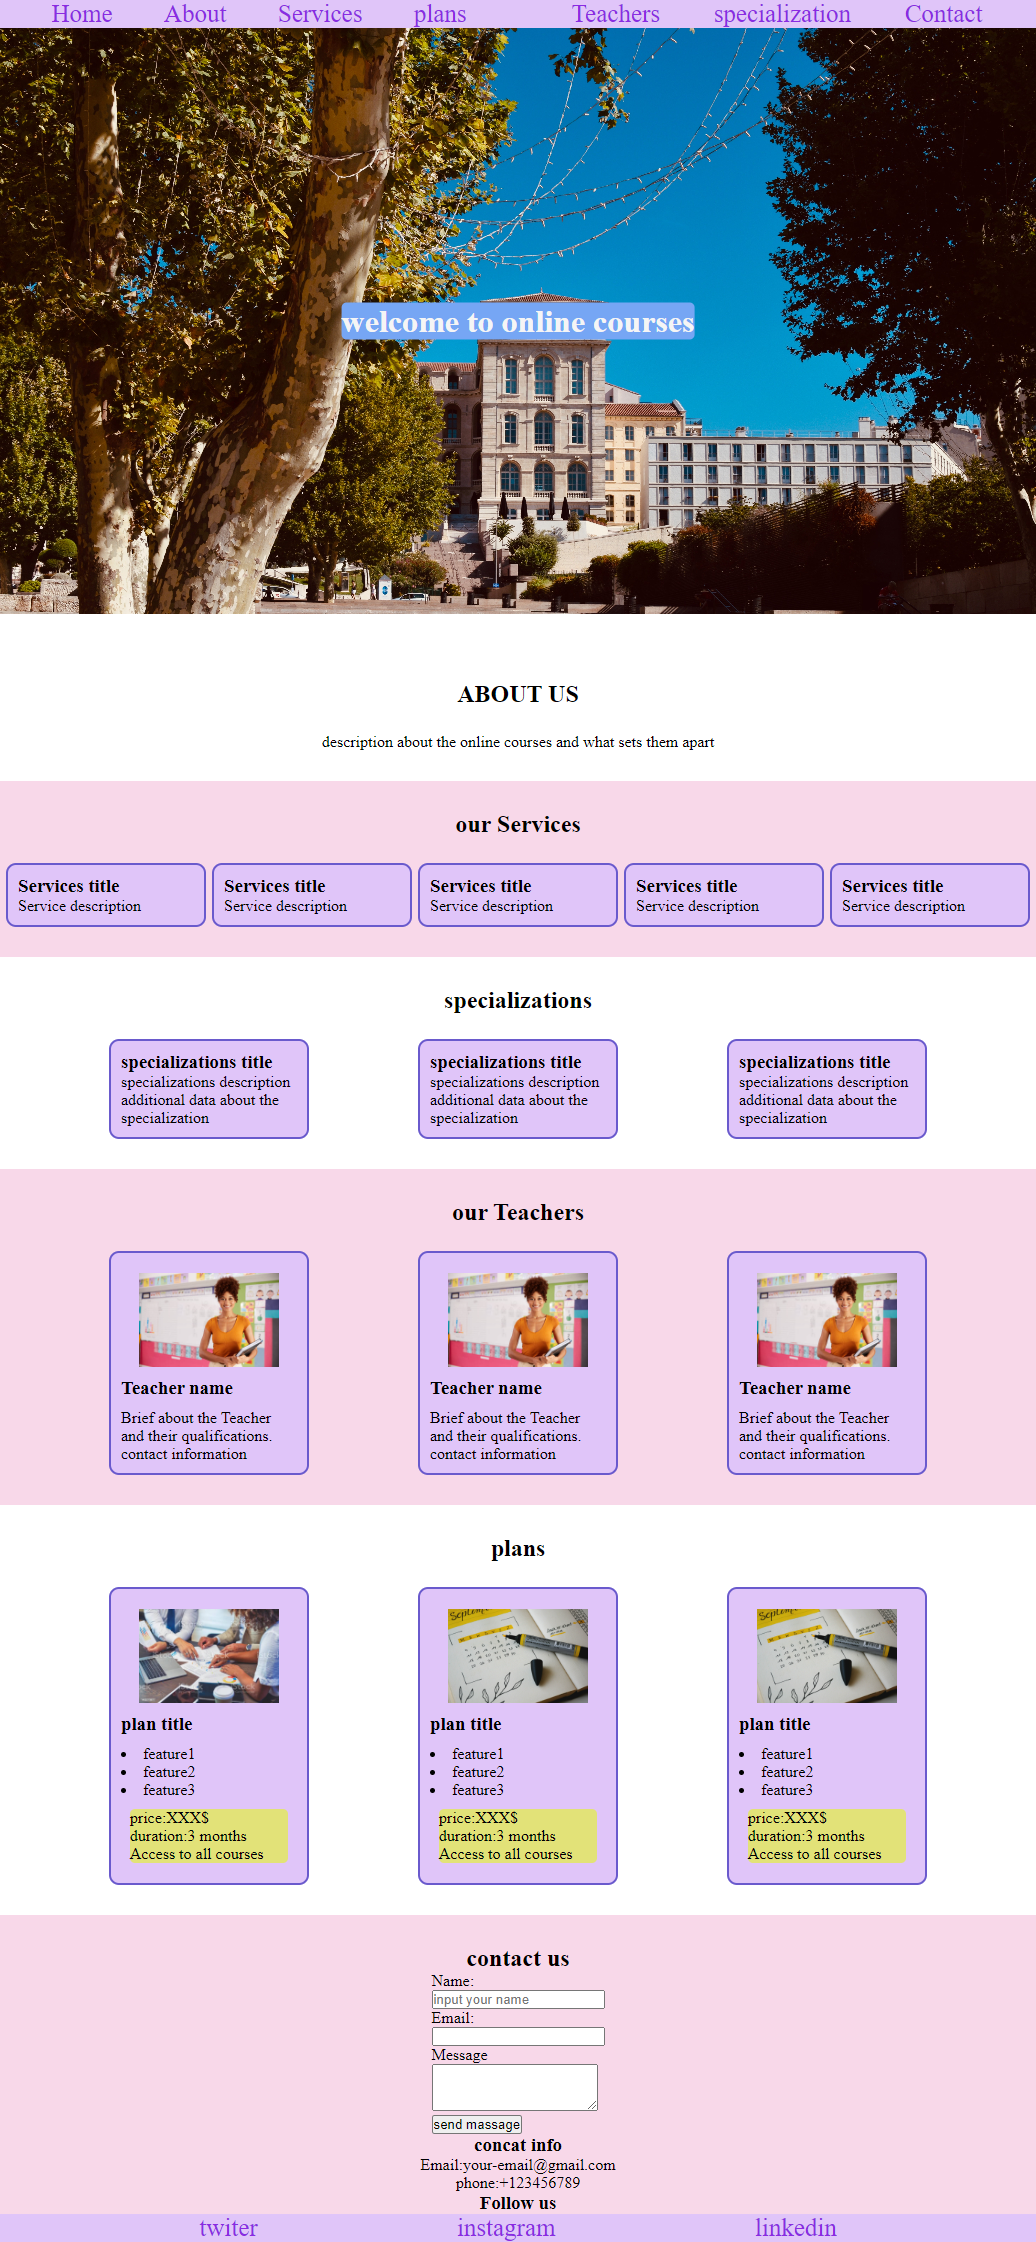 Home About Services plans Teachers specialization Contact
welcome to online courses
ABOUT US
description about the online courses and what sets them apart
our Services
Services title
Service description
Services title
Service description
Services title
Service description
Services title
Service description
Services title
Service description
specializations
specializations title
specializations description
additional data about the
specialization
specializations title
specializations description
additional data about the
specialization
specializations title
specializations description
additional data about the
specialization
our Teachers
Teacher name
Brief about the Teacher
and their qualifications.
contact information
Teacher name
Brief about the Teacher
and their qualifications.
contact information
Teacher name
Brief about the Teacher
and their qualifications.
contact information
plans
plan title
feature1
feature2
feature3
price:XXX$
duration:3 months
Access to all courses
September
plan title
feature1
feature2
feature3
price:XXX$
duration:3 months
Access to all courses
September
plan title
feature1
feature2
feature3
price:XXX$
duration:3 months
Access to all courses
contact us
Name:
input your name
Email:
Message
send massage
concat info
Email:your-email@gmail.com
phone:+123456789
Follow us
twiter instagram linkedin